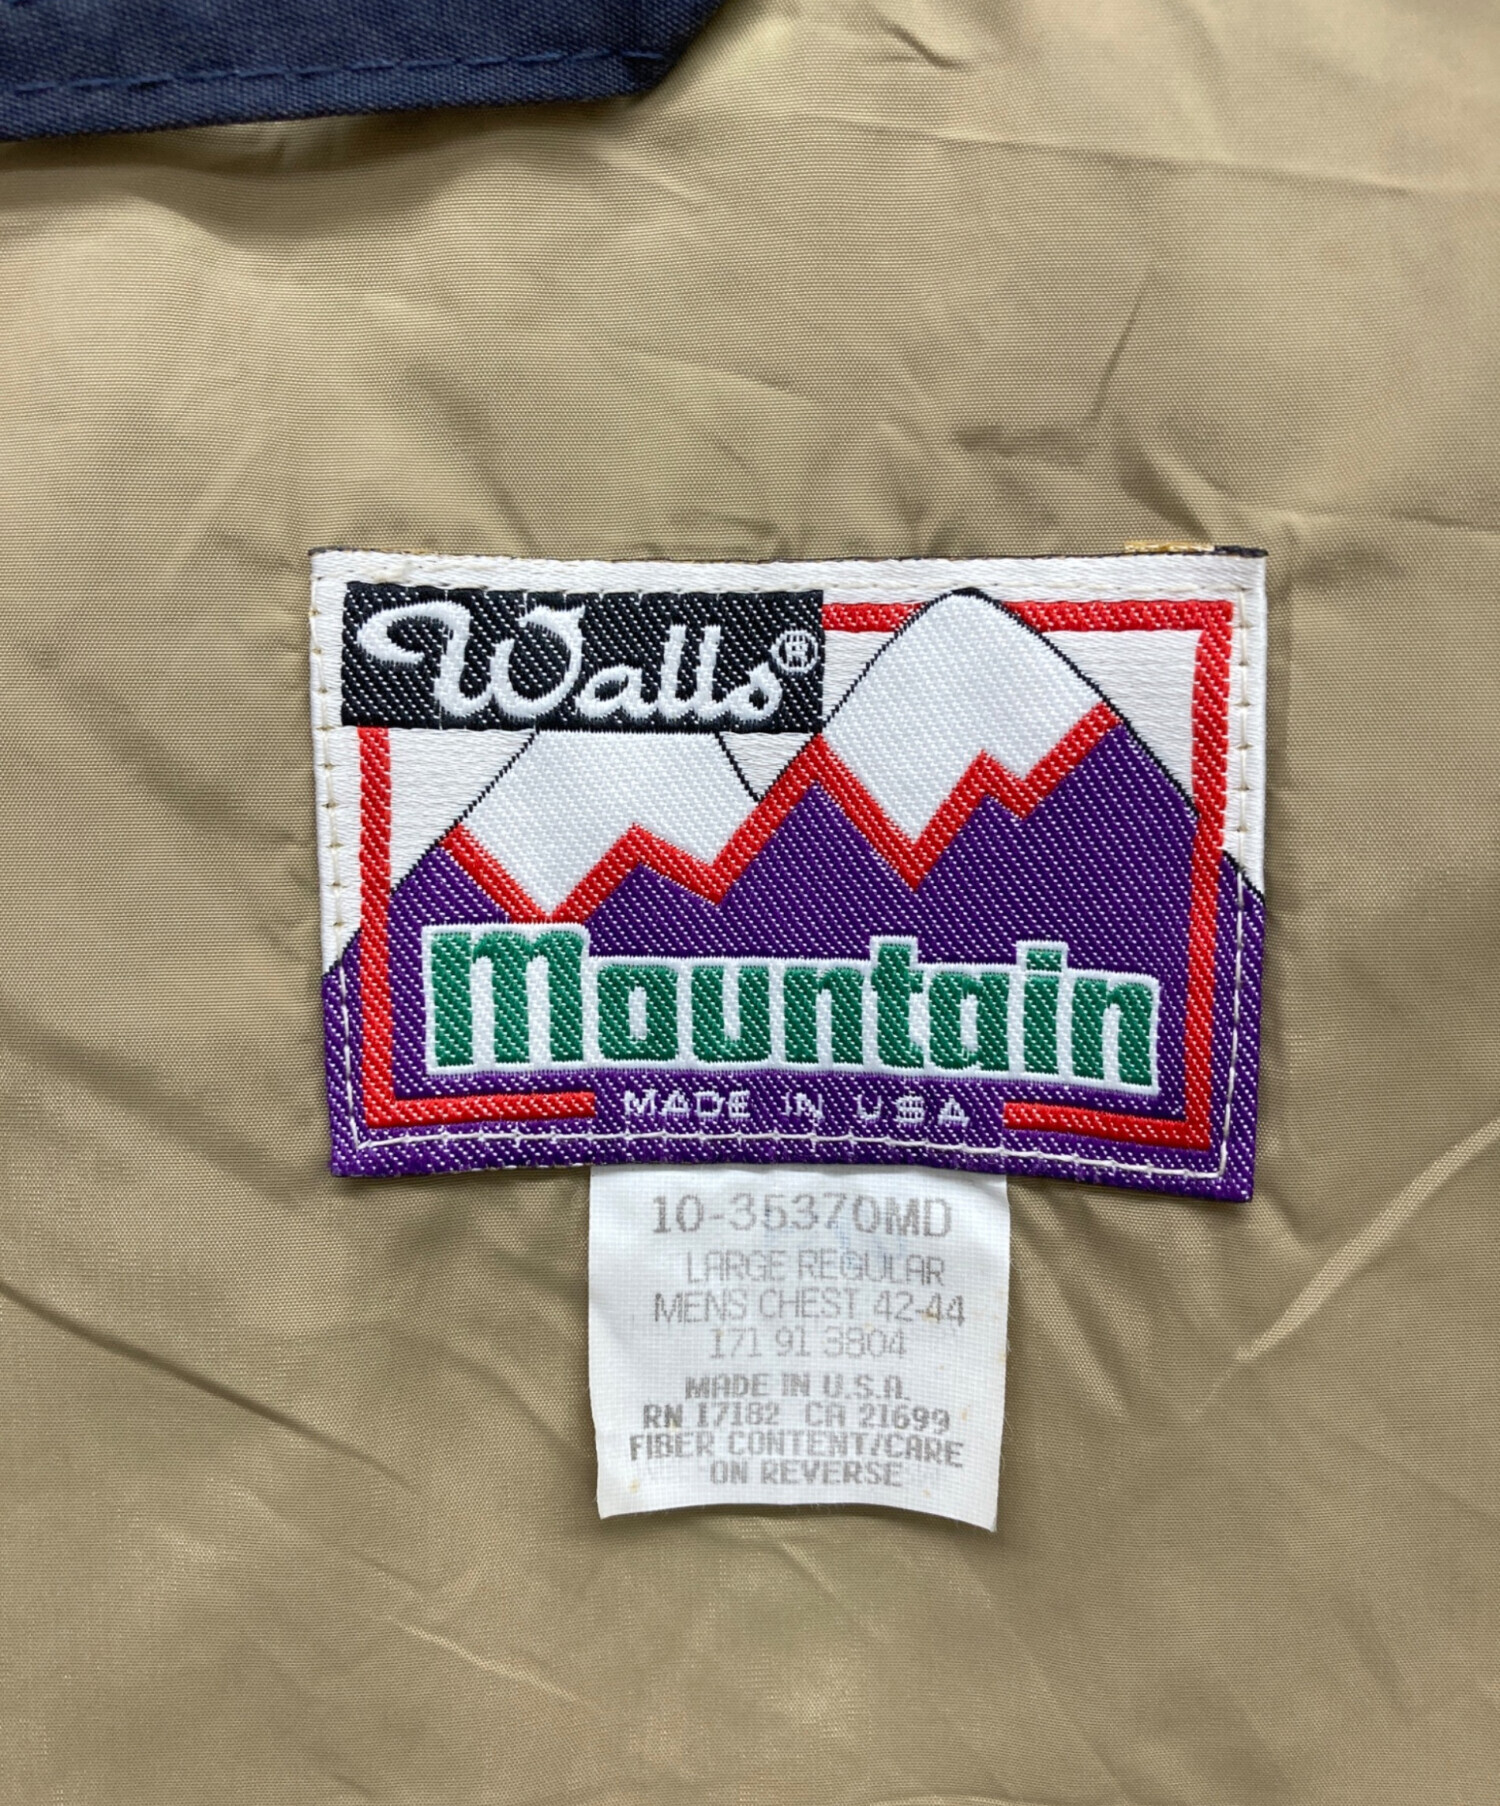 Walls®
Mountain
MADE IN USA
10-35370MD
LARGE REGULAR
MENS CHEST 42-44
171 91 3804
MADE IN U.S.A.
RN 17182 CA 21699
FIBER CONTENT/CARE
ON REVERSE